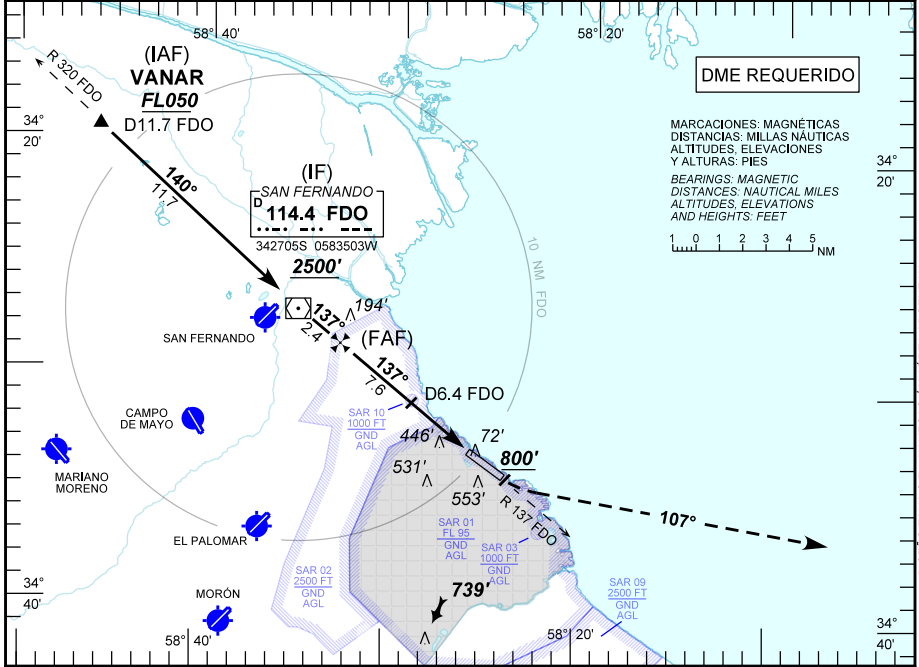 58° 40'
58° 20'
(IAF)
VANAR
FL050
D11.7 FDO
R 320 FDO
34°
20'
140°
11.7
(IF)
SAN FERNANDO
D
114.4 FDO
342705S 0583503W
2500'
DME REQUERIDO
MARCACIONES: MAGNÉTICAS
DISTANCIAS: MILLAS NÁUTICAS
ALTITUDES, ELEVACIONES
Y ALTURAS: PIES
BEARINGS: MAGNETIC
DISTANCES: NAUTICAL MILES
ALTITUDES, ELEVATIONS
AND HEIGHTS: FEET
1 0 1 2 3 4 5
NM
34°
20'
10 NM FDO
194'
137°
2.4
(FAF)
SAN FERNANDO
137°
7.6
D6.4 FDO
SAR 10
1000 FT
GND
AGL
CAMPO
DE MAYO
MARIANO
MORENO
446'
72'
531'
553'
800'
R 137 FDO
107°
SAR 01
FL 95
GND
AGL
SAR 03
1000 FT
GND
AGL
EL PALOMAR
SAR 02
2500 FT
GND
AGL
739'
SAR 09
2500 FT
GND
AGL
MORÓN
34°
40'
58° 40'
58° 20'
34°
40'